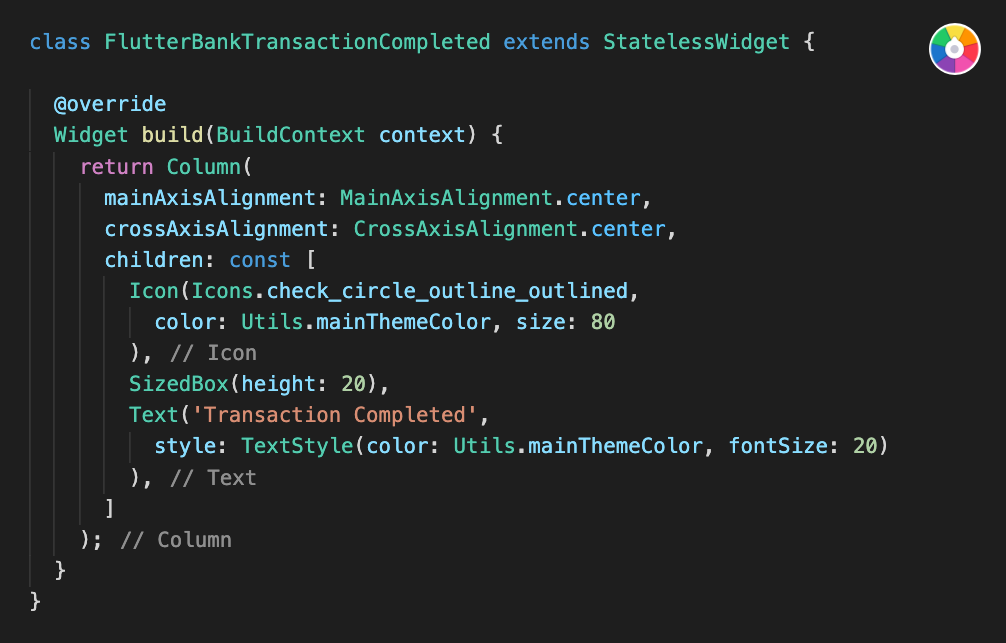 class FlutterBankTransactionCompleted extends StatelessWidget {
@override
Widget build(BuildContext context) {
return Column(
mainAxisAlignment: MainAxisAlignment.center,
crossAxisAlignment: CrossAxisAlignment.center,
children: const [
Icon(Icons.check_circle_outline_outlined,
color: Utils.mainThemeColor, size: 80
), // Icon
SizedBox(height: 20),
Text('Transaction Completed',
style: TextStyle(color: Utils.mainThemeColor, fontSize: 20)
), // Text
]
); // Column
}
}